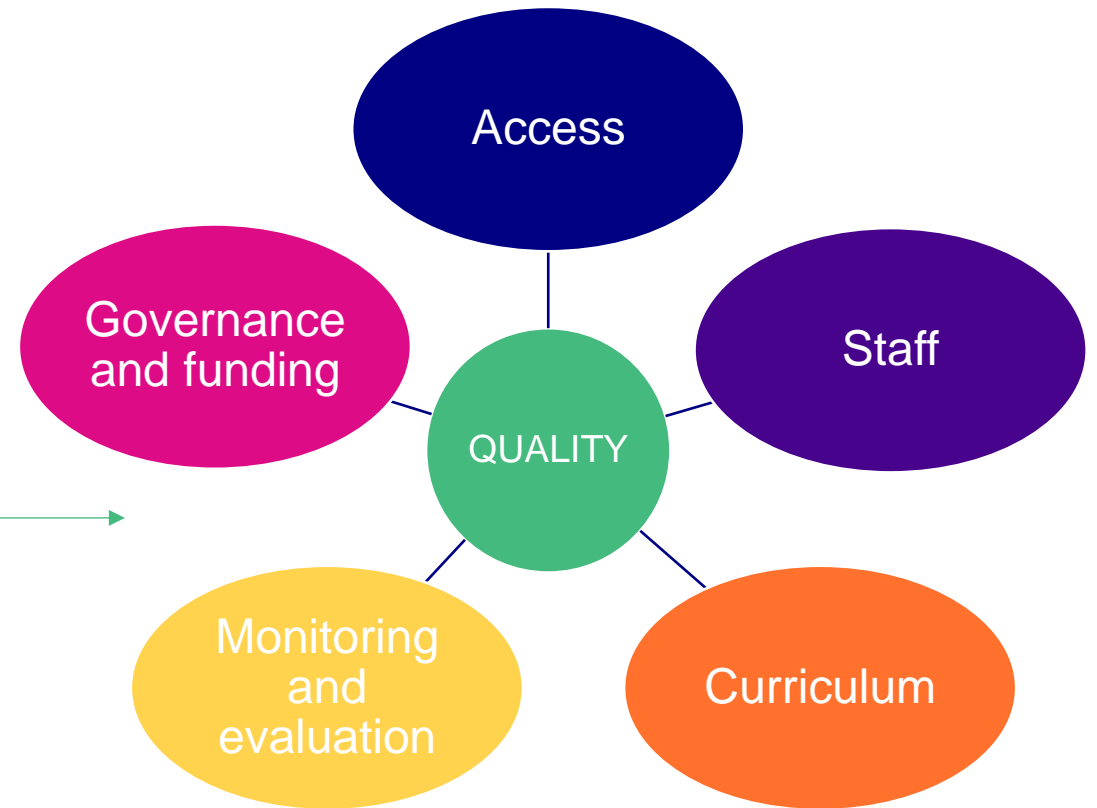 Access
Governance
and funding
Staff
QUALITY
Monitoring
and
evaluation
Curriculum